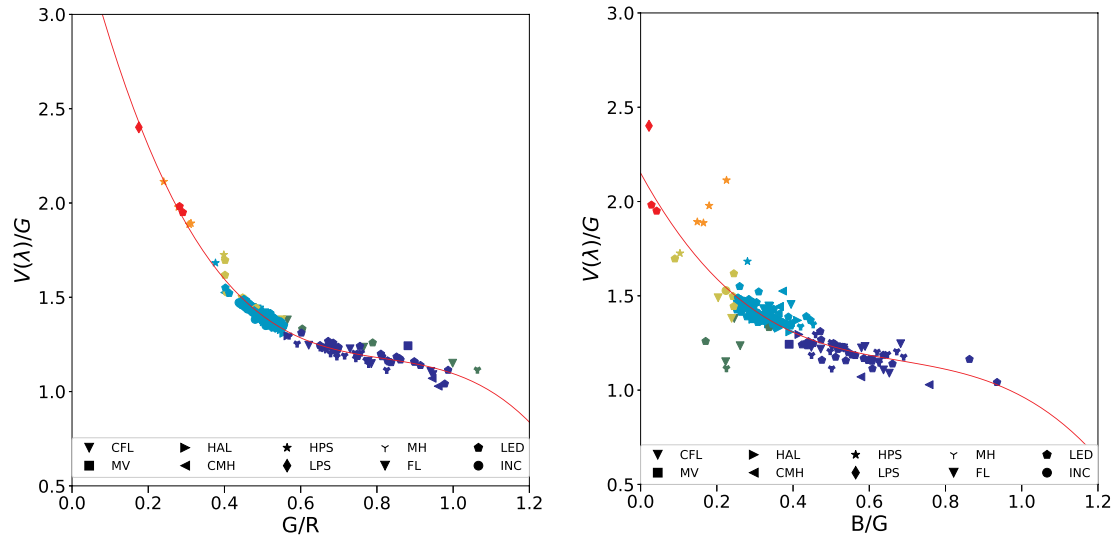 3.0
2.5
2.0
1.5
1.0
0.5
V(λ)/G
CFL HAL HPS MH LED
MV CMH LPS FL INC
0.0 0.2 0.4 0.6 0.8 1.0 1.2
G/R
3.0
2.5
2.0
1.5
1.0
0.5
V(λ)/G
CFL HAL HPS MH LED
MV CMH LPS FL INC
0.0 0.2 0.4 0.6 0.8 1.0 1.2
B/G